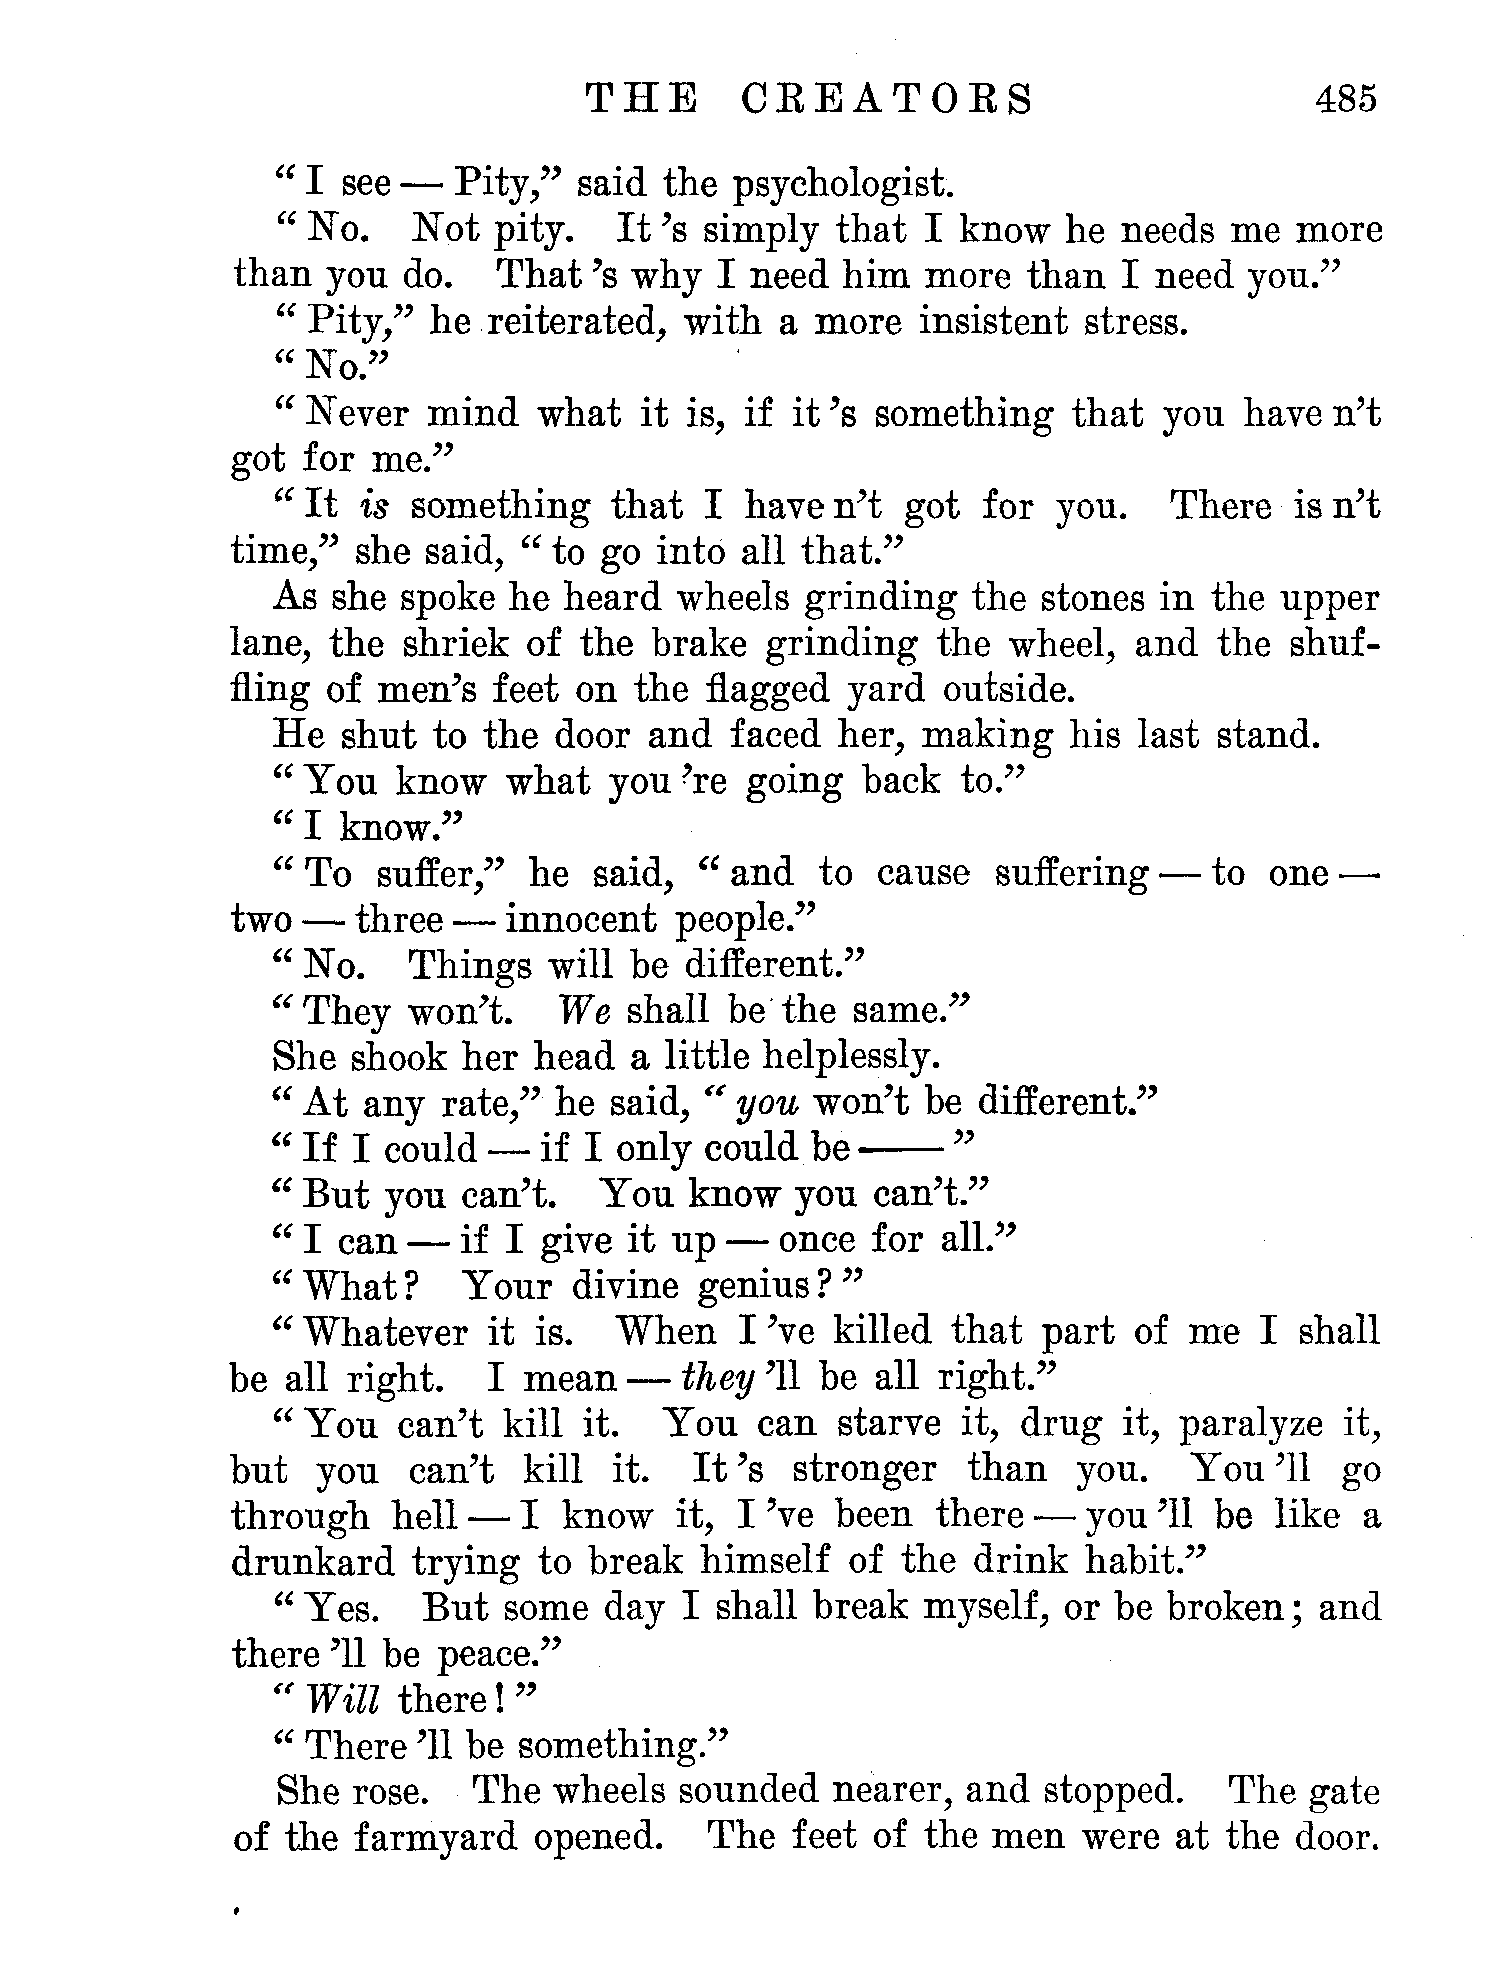 THE CREATORS 485
“ I see — Pity,” said the psychologist.
“ No. Not pity. It ’s simply that I know he needs me more
than you do. That ’s why I need him more than I need you.”
“ Pity,” he reiterated, with a more insistent stress.
“ No.”
“ Never mind what it is, if it ’s something that you have n’t
got for me.”
“ It is something that I have n’t got for you. There is n’t
time,” she said, “ to go into all that.”
As she spoke he heard wheels grinding the stones in the upper
lane, the shriek of the brake grinding the wheel, and the shuf-
fling of men’s feet on the flagged yard outside.
He shut to the door and faced her, making his last stand.
“ You know what you ’re going back to.”
“ I know.”
“ To suffer,” he said, “ and to cause suffering — to one —
two — three — innocent people.”
“ No. Things will be different.”
“ They won’t. We shall be the same.”
She shook her head a little helplessly.
“ At any rate,” he said, “ you won’t be different.”
“ If I could — if I only could be —— ”
“ But you can’t. You know you can’t.”
“ I can — if I give it up — once for all.”
“ What? Your divine genius? ”
“ Whatever it is. When I ’ve killed that part of me I shall
be all right. I mean — they ’ll be all right.”
“ You can’t kill it. You can starve it, drug it, paralyze it,
but you can’t kill it. It ’s stronger than you. You ’ll go
through hell — I know it, I ’ve been there — you ’ll be like a
drunkard trying to break himself of the drink habit.”
“ Yes. But some day I shall break myself, or be broken; and
there ’ll be peace.”
“ Will there! ”
“ There ’ll be something.”
She rose. The wheels sounded nearer, and stopped. The gate
of the farmyard opened. The feet of the men were at the door.